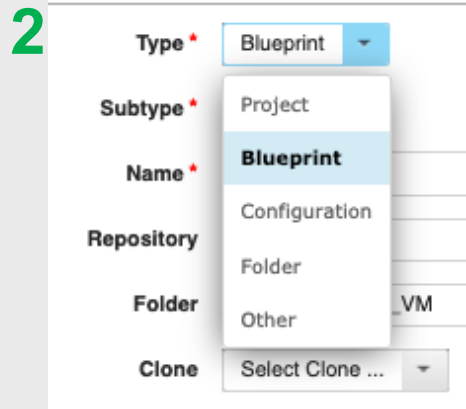 2
Type * Blueprint
Subtype * Project
Blueprint
Name *
Configuration
Repository
Folder
Folder _VM
Other
Clone Select Clone ...